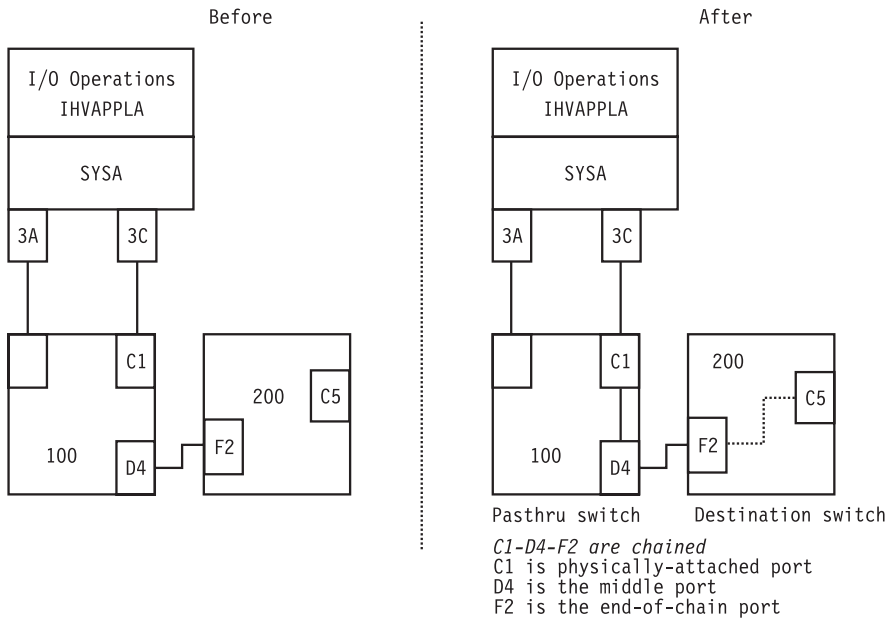 Before
I/O Operations
IHVAPPLA
SYSA
3A
3C
C1
200
C5
F2
100
D4
After
I/O Operations
IHVAPPLA
SYSA
3A
3C
C1
200
C5
F2
100
D4
Pasthru switch
Destination switch
C1-D4-F2 are chained
C1 is physically-attached port
D4 is the middle port
F2 is the end-of-chain port